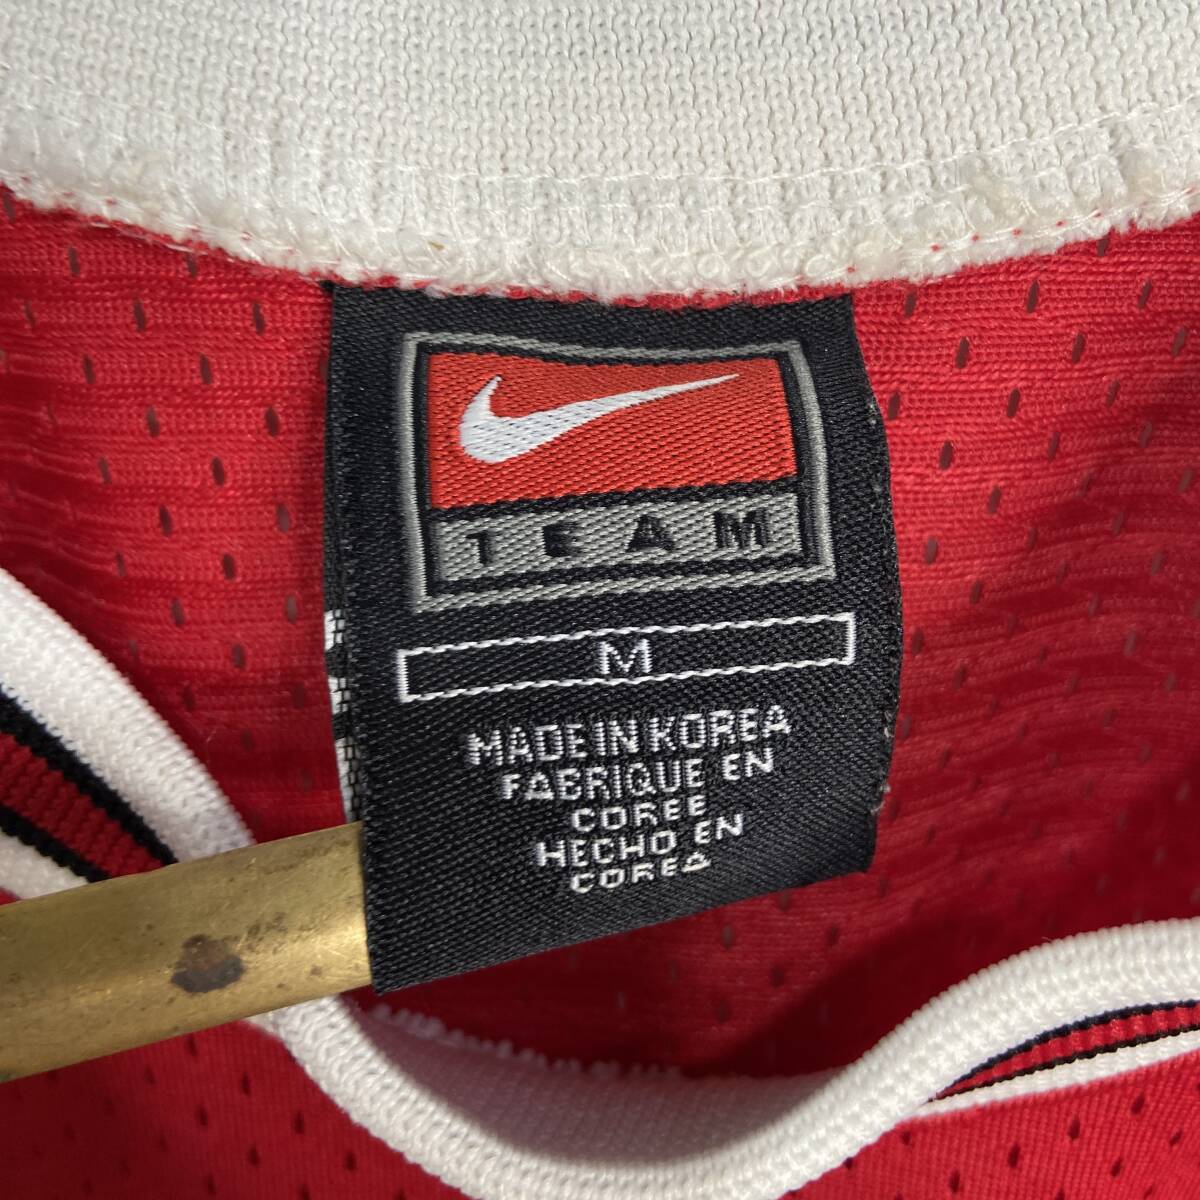 TEAM
M
MADE IN KOREA
FABRIQUE EN
COREE
HECHO EN
COREA